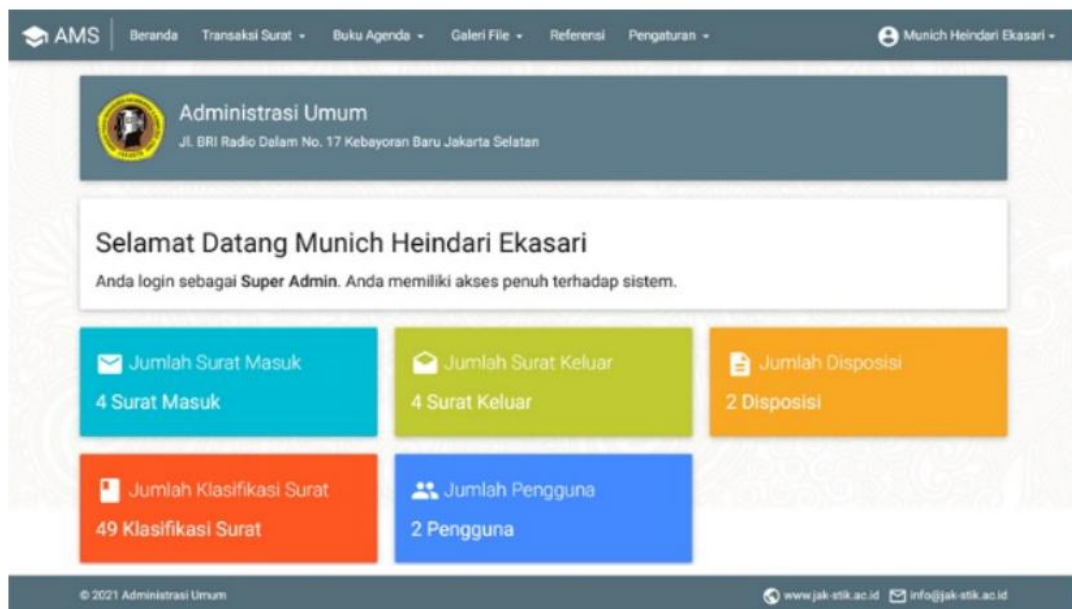 AMS
Beranda
Transaksi Surat
Buku Agenda
Galeri File
Referensi
Pengaturan
Munich Heindari Ekasari
Administrasi Umum
Jl. BRI Radio Dalam No. 17 Kebayoran Baru Jakarta Selatan
Selamat Datang Munich Heindari Ekasari
Anda login sebagai Super Admin. Anda memiliki akses penuh terhadap sistem.
Jumlah Surat Masuk
4 Surat Masuk
Jumlah Surat Keluar
4 Surat Keluar
Jumlah Disposisi
2 Disposisi
Jumlah Klasifikasi Surat
49 Klasifikasi Surat
Jumlah Pengguna
2 Pengguna
© 2021 Administrasi Umum
www.jak-stik.ac.id
info@jak-stik.ac.id